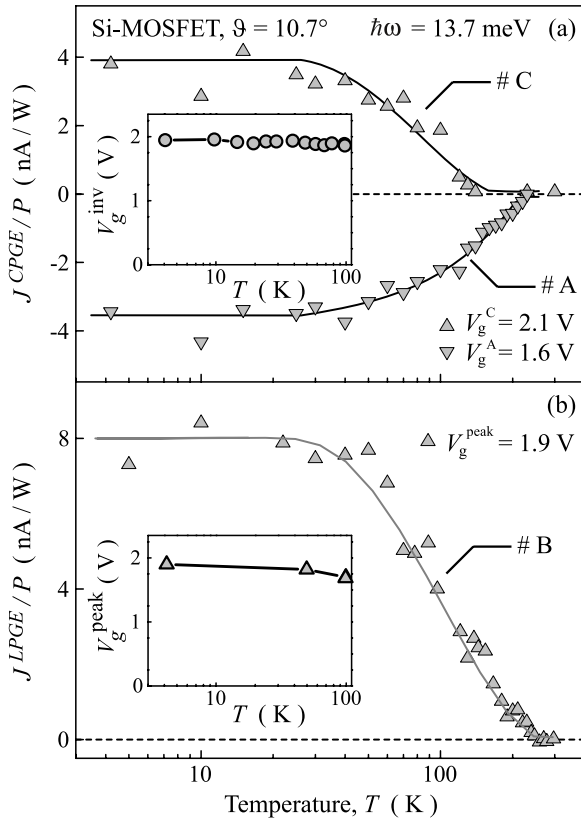 Si-MOSFET, ϑ = 10.7° ℏω = 13.7 meV (a)
J^CPGE/P ( nA / W )
4
2
0
-2
-4
# C
# A
V_g^C = 2.1 V
V_g^A = 1.6 V
V_g^inv (V)
2
1
0
10
100
T ( K )
(b)
J^LPGE/P ( nA / W )
8
4
0
V_g^peak = 1.9 V
# B
V_g^peak (V)
2
1
0
10
100
T ( K )
10
100
Temperature, T ( K )